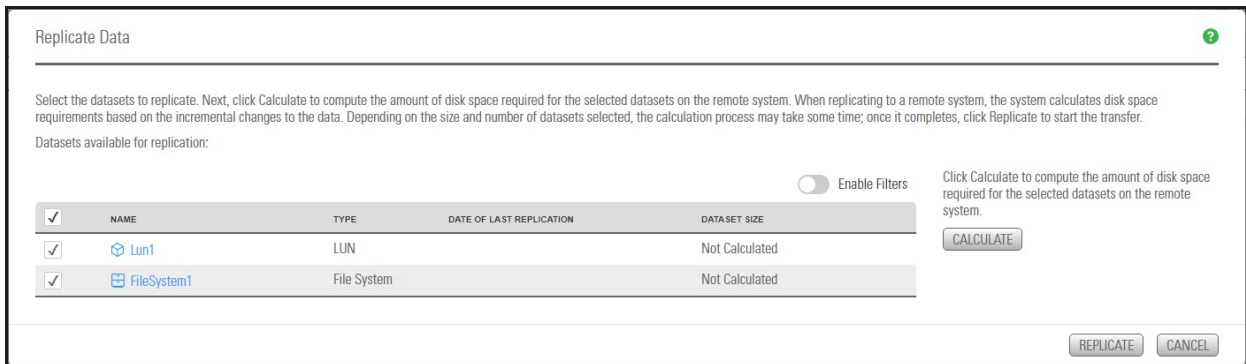 Replicate Data
?
Select the datasets to replicate. Next, click Calculate to compute the amount of disk space required for the selected datasets on the remote system. When replicating to a remote system, the system calculates disk space
requirements based on the incremental changes to the data. Depending on the size and number of datasets selected, the calculation process may take some time; once it completes, click Replicate to start the transfer.
Datasets available for replication:
Enable Filters
NAME TYPE DATE OF LAST REPLICATION DATASET SIZE
Lun1 LUN Not Calculated
FileSystem1 File System Not Calculated
Click Calculate to compute the amount of disk space
required for the selected datasets on the remote
system.
CALCULATE
REPLICATE CANCEL